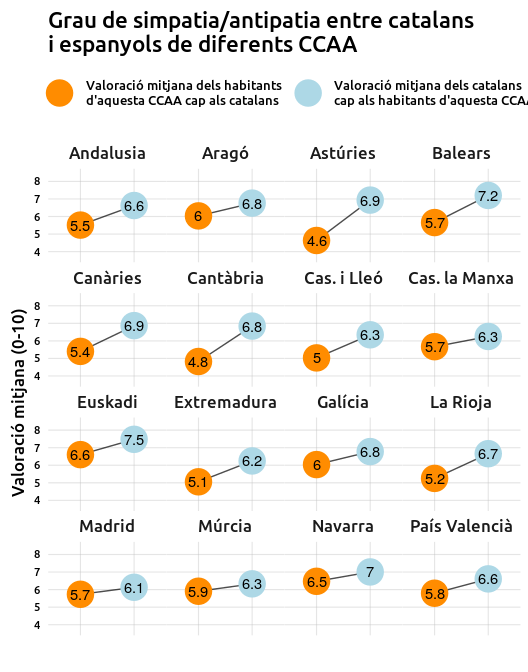 Grau de simpatia/antipatia entre catalans
i espanyols de diferents CCAA
Valoració mitjana dels habitants
d'aquesta CCAA cap als catalans
Valoració mitjana dels catalans
cap als habitants d'aquesta CCAA
Valoració mitjana (0-10)
Andalusia Aragó Astúries Balears
8
7
6
5
4
5.5 6.6 6 6.8 4.6 6.9 5.7 7.2
Canàries Cantàbria Cas. i Lleó Cas. la Manxa
8
7
6
5
4
5.4 6.9 4.8 6.8 5 6.3 5.7 6.3
Euskadi Extremadura Galícia La Rioja
8
7
6
5
4
6.6 7.5 5.1 6.2 6 6.8 5.2 6.7
Madrid Múrcia Navarra País Valencià
8
7
6
5
4
5.7 6.1 5.9 6.3 6.5 7 5.8 6.6